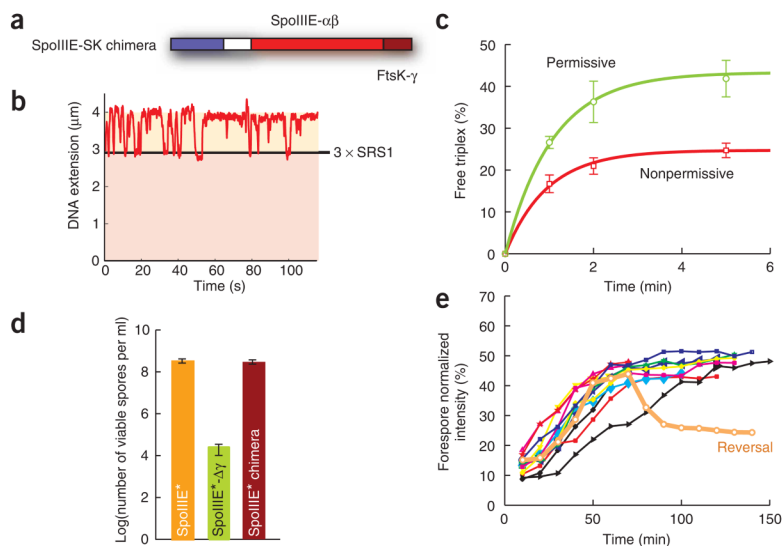 a
SpoIIIE-αβ
SpoIIIE-SK chimera
FtsK-γ
b
DNA extension (μm)
4
3
2
1
0
3 × SRS1
0 20 40 60 80 100
Time (s)
c
Free triplex (%)
50
40
30
20
10
0
Permissive
Nonpermissive
0 2 4 6
Time (min)
d
Log(number of viable spores per ml)
10
8
6
4
2
0
SpoIIIE*
SpoIIIE*-Δγ
SpoIIIE* chimera
e
Forespore normalized
intensity (%)
70
60
50
40
30
20
10
0
Reversal
0 50 100 150
Time (min)